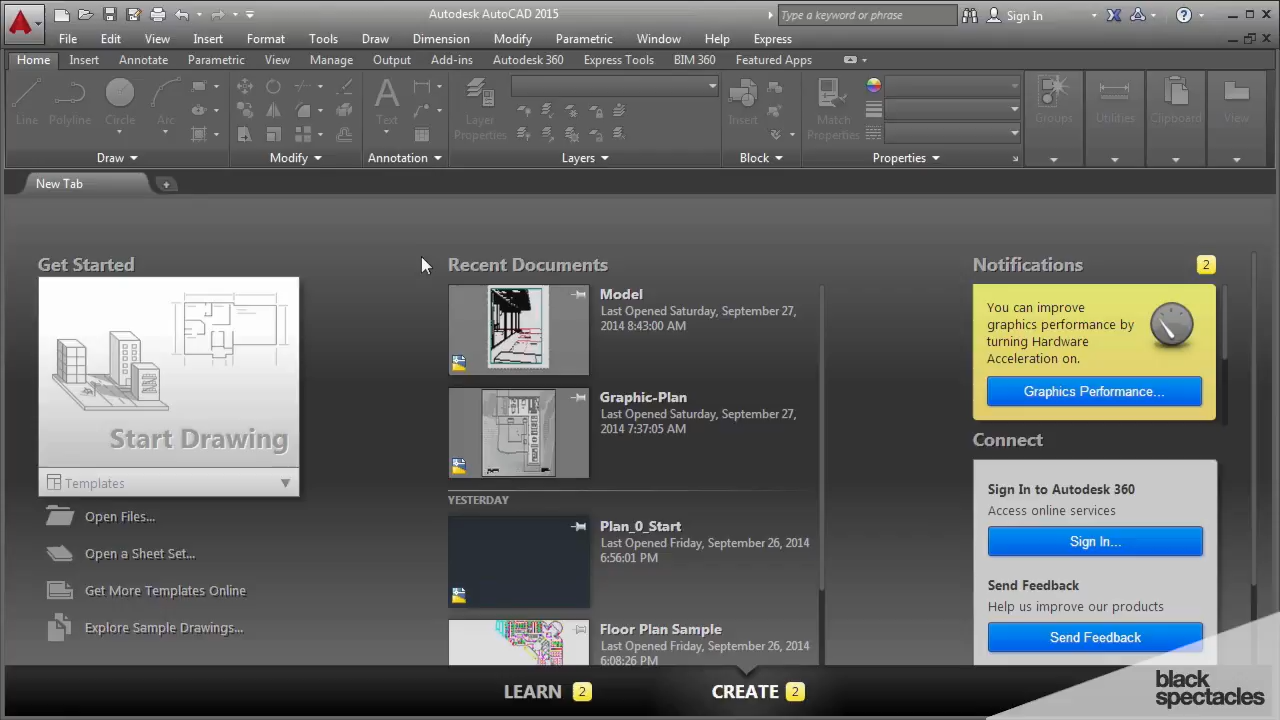 Autodesk AutoCAD 2015
Type a keyword or phrase
Sign In
File Edit View Insert Format Tools Draw Dimension Modify Parametric Window Help Express
Home Insert Annotate Parametric View Manage Output Add-ins Autodesk 360 Express Tools BIM 360 Featured Apps
Line Polyline Circle Arc Text Layer Properties Insert Match Properties Groups Utilities Clipboard View
Draw Modify Annotation Layers Block Properties
New Tab
Get Started
Start Drawing
Templates
Open Files...
Open a Sheet Set...
Get More Templates Online
Explore Sample Drawings...
Recent Documents
Model
Last Opened Saturday, September 27,
2014 8:43:00 AM
Graphic-Plan
Last Opened Saturday, September 27,
2014 7:37:05 AM
YESTERDAY
Plan_0_Start
Last Opened Friday, September 26, 2014
6:56:01 PM
Floor Plan Sample
Last Opened Friday, September 26, 2014
6:08:26 PM
Notifications 2
You can improve
graphics performance by
turning Hardware
Acceleration on.
Graphics Performance...
Connect
Sign In to Autodesk 360
Access online services
Sign In...
Send Feedback
Help us improve our products
Send Feedback
LEARN 2 CREATE 2
black
spectacles